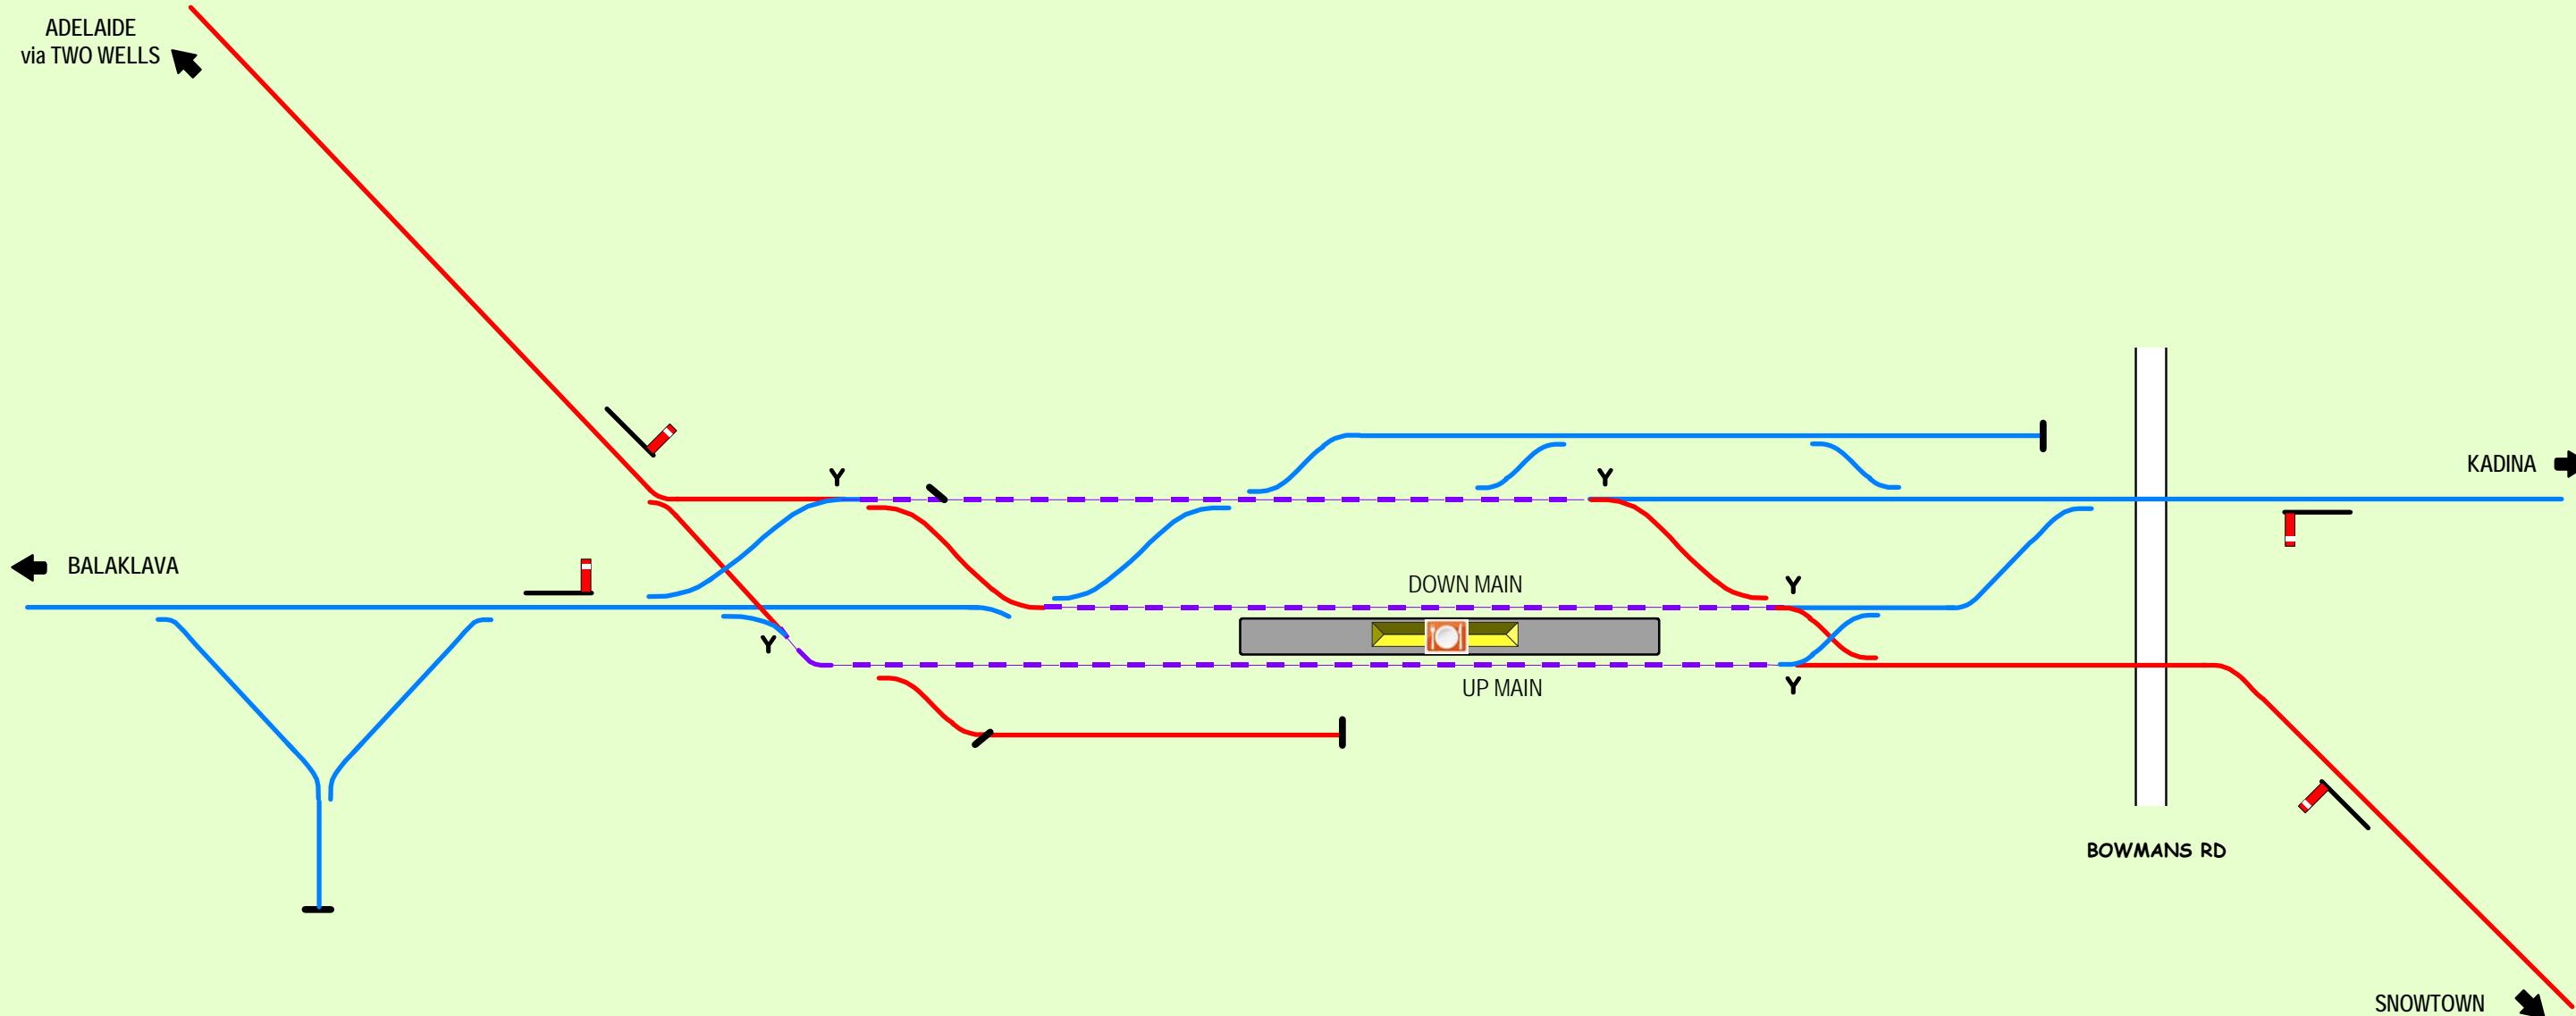 ADELAIDE
via TWO WELLS
Y
Y
KADINA
BALAKLAVA
DOWN MAIN
Y
Y
UP MAIN
Y
BOWMANS RD
SNOWTOWN